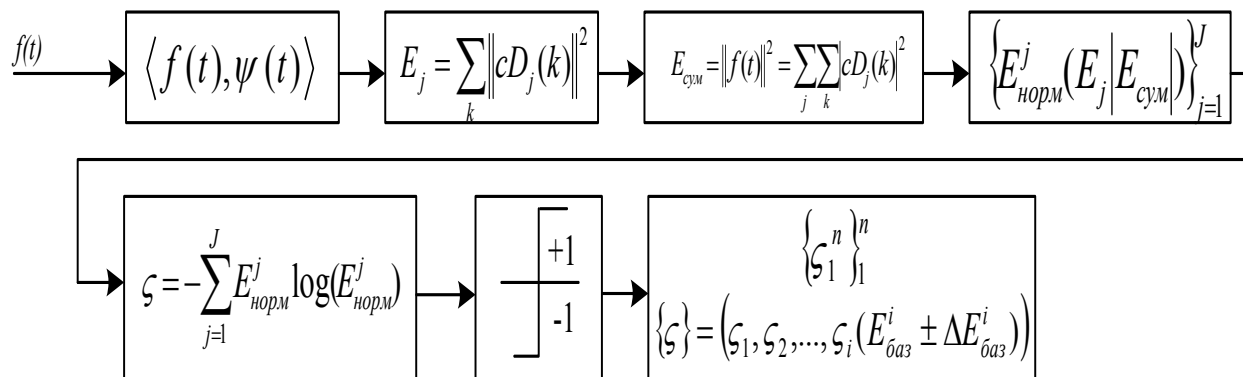 f(t)
⟨f(t),ψ(t)⟩
E_j = ∑_k ‖cD_j(k)‖²
E_сум = ‖f(t)‖² = ∑_j ∑_k |cD_j(k)|²
{E^j_норм(E_j|E_сум|)}^J_{j=1}
ς = −∑^J_{j=1} E^j_норм log(E^j_норм)
+1
-1
{ς^n_1}^n_1
{ς} = (ς_1, ς_2, ..., ς_i(E^i_баз ± ΔE^i_баз))